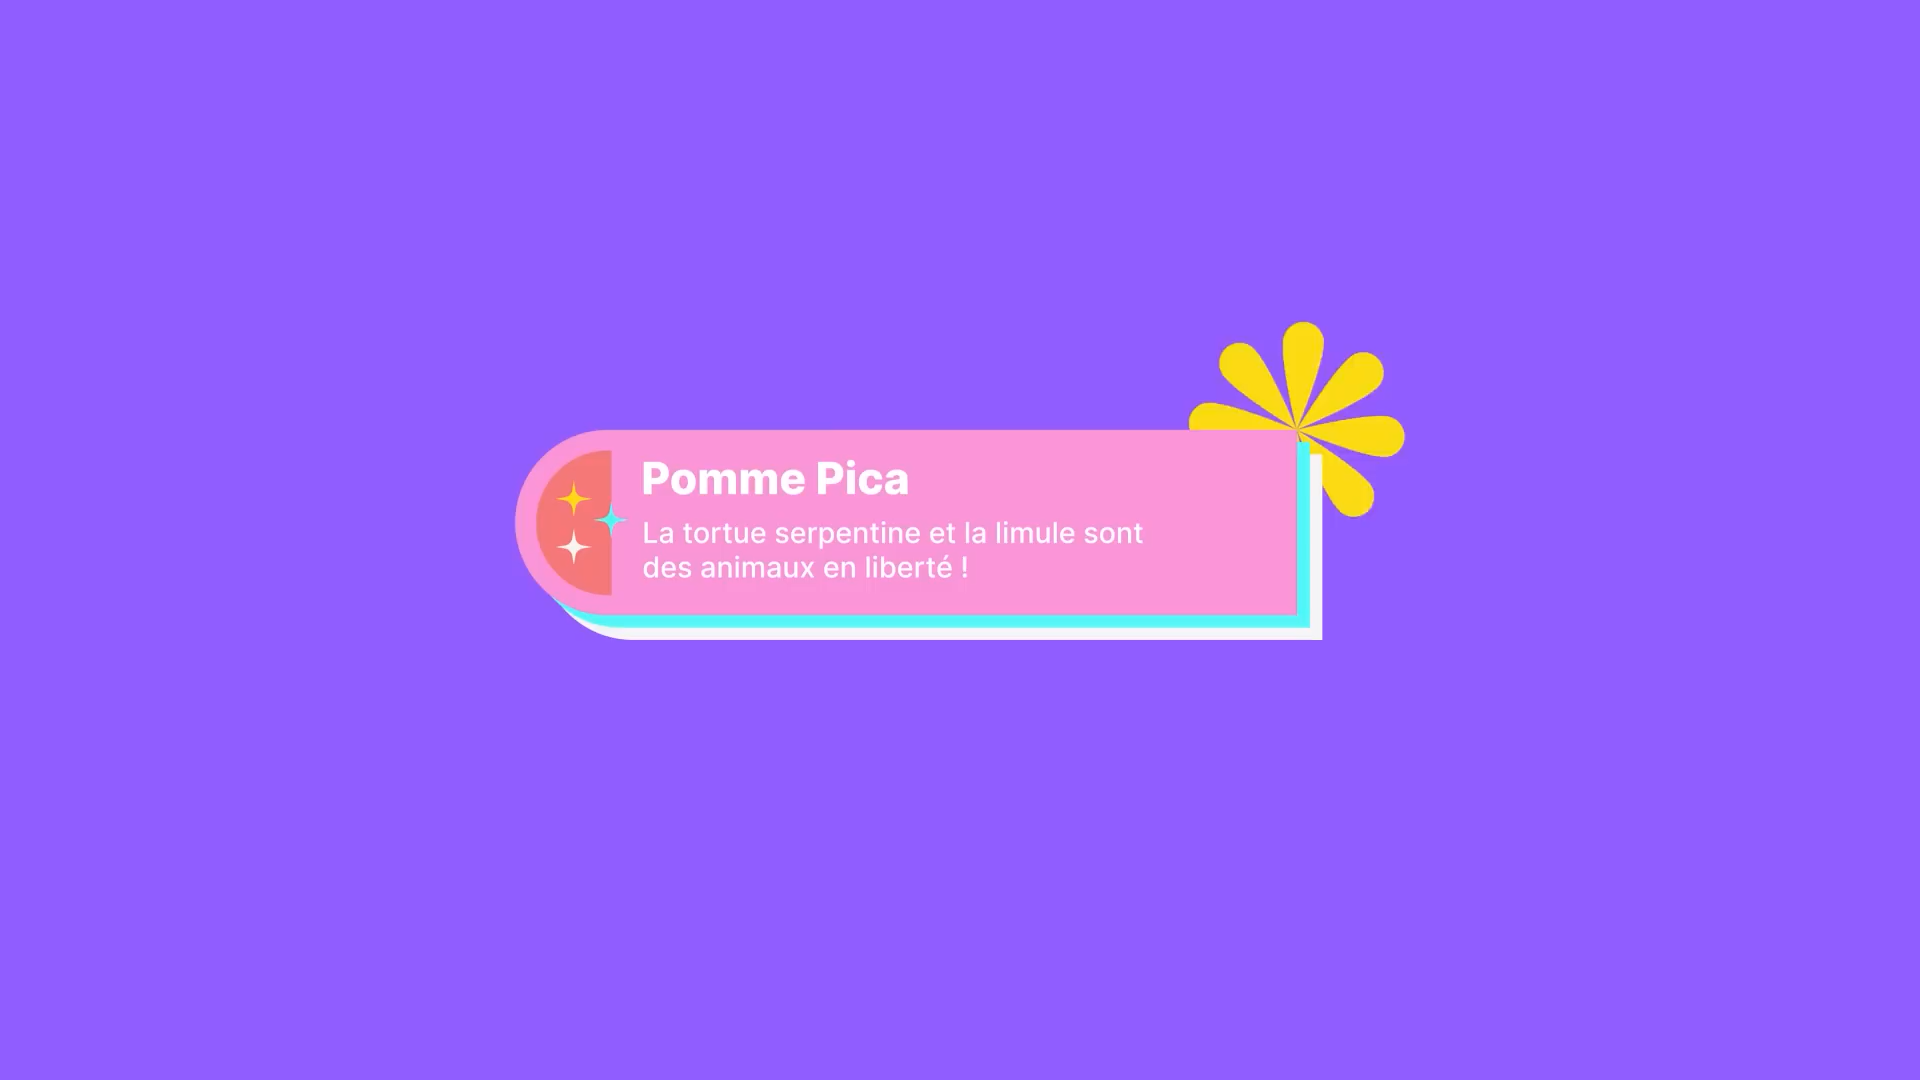 Pomme Pica
La tortue serpentine et la limule sont
des animaux en liberté !